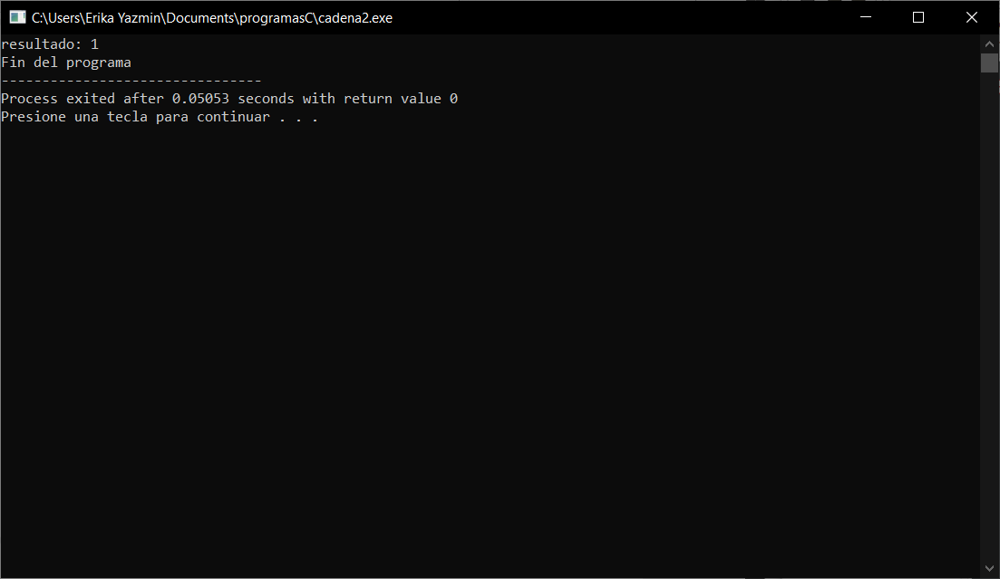 C:\Users\Erika Yazmin\Documents\programasC\cadena2.exe
resultado: 1
Fin del programa
--------------------------------
Process exited after 0.05053 seconds with return value 0
Presione una tecla para continuar . . .